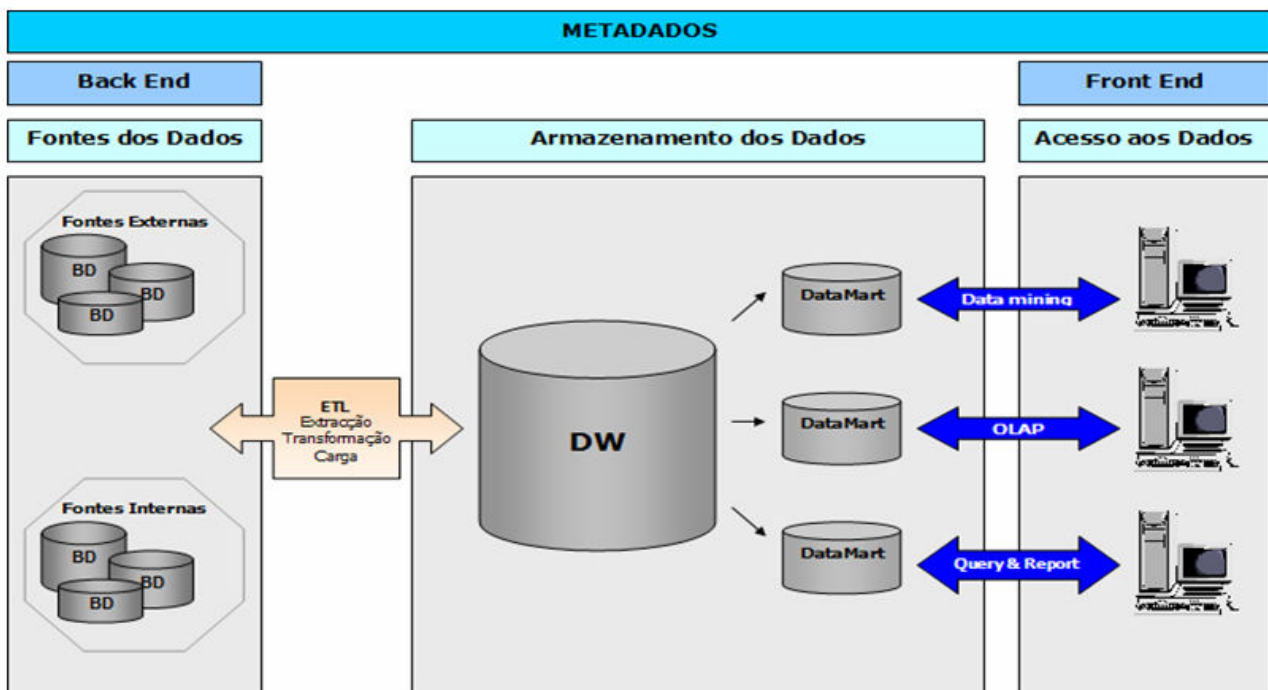 METADADOS
Back End
Front End
Fontes dos Dados
Armazenamento dos Dados
Acesso aos Dados
Fontes Externas
BD
BD
BD
Fontes Internas
BD
BD
BD
ETL
Extracção
Transformação
Carga
DW
DataMart
DataMart
DataMart
Data mining
OLAP
Query & Report